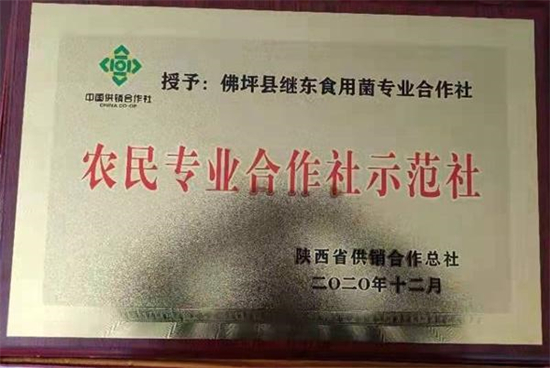 授予：佛坪县继东食用菌专业合作社
中国供销合作社
CHINA CO-OP
农民专业合作社示范社
陕西省供销合作总社
二〇二〇年十二月